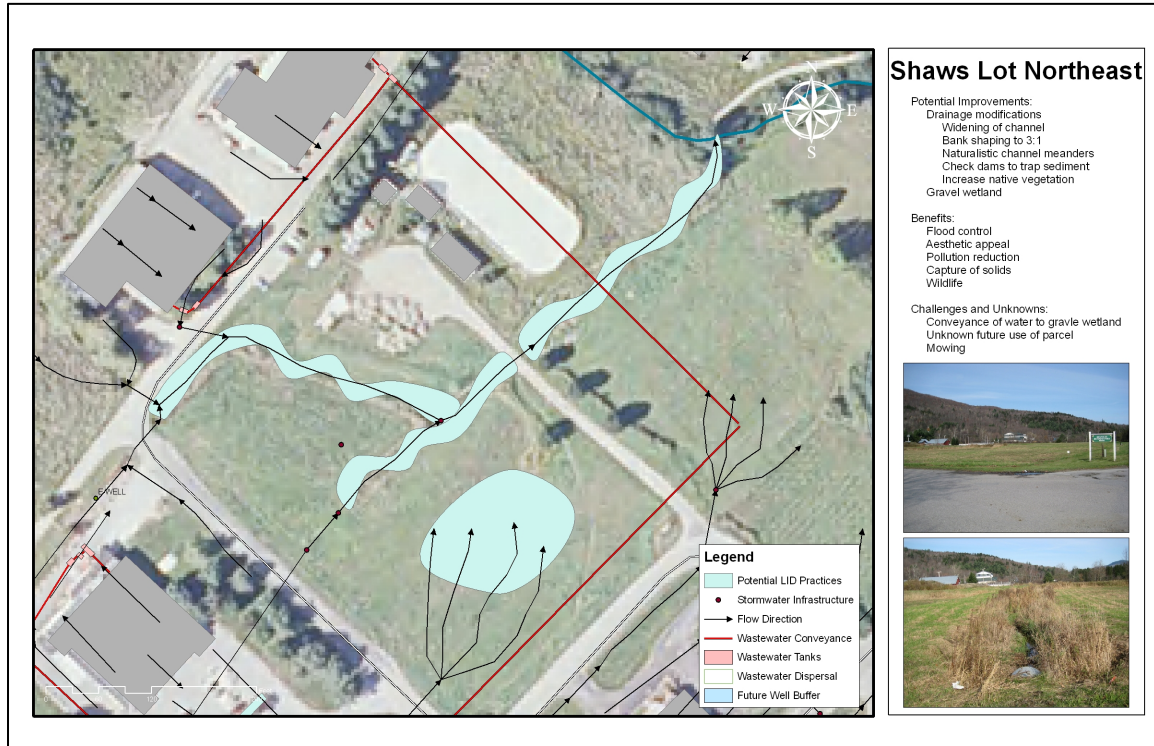 N
W
E
S
E WELL
0
Legend
Potential LID Practices
Stormwater Infrastructure
Flow Direction
Wastewater Conveyance
Wastewater Tanks
Wastewater Dispersal
Future Well Buffer
Shaws Lot Northeast
Potential Improvements:
Drainage modifications
Widening of channel
Bank shaping to 3:1
Naturalistic channel meanders
Check dams to trap sediment
Increase native vegetation
Gravel wetland
Benefits:
Flood control
Aesthetic appeal
Pollution reduction
Capture of solids
Wildlife
Challenges and Unknowns:
Conveyance of water to gravle wetland
Unknown future use of parcel
Mowing